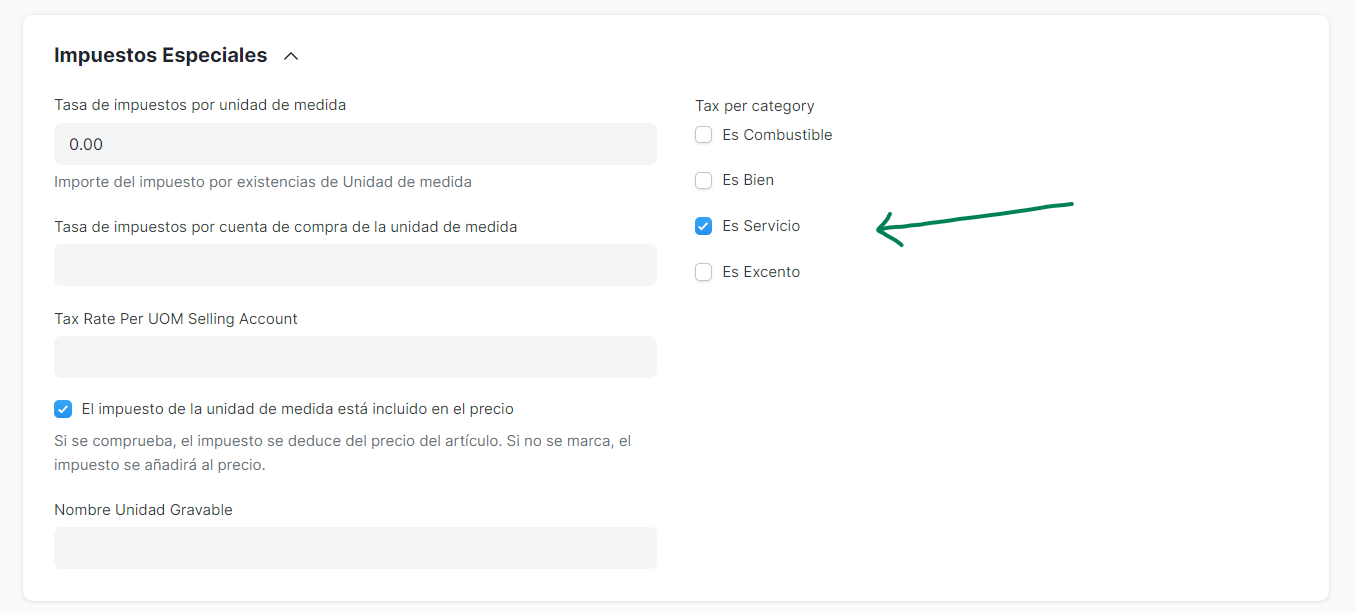 Impuestos Especiales
Tasa de impuestos por unidad de medida
0.00
Importe del impuesto por existencias de Unidad de medida
Tasa de impuestos por cuenta de compra de la unidad de medida
Tax Rate Per UOM Selling Account
El impuesto de la unidad de medida está incluido en el precio
Si se comprueba, el impuesto se deduce del precio del artículo. Si no se marca, el
impuesto se añadirá al precio.
Nombre Unidad Gravable
Tax per category
Es Combustible
Es Bien
Es Servicio
Es Excento